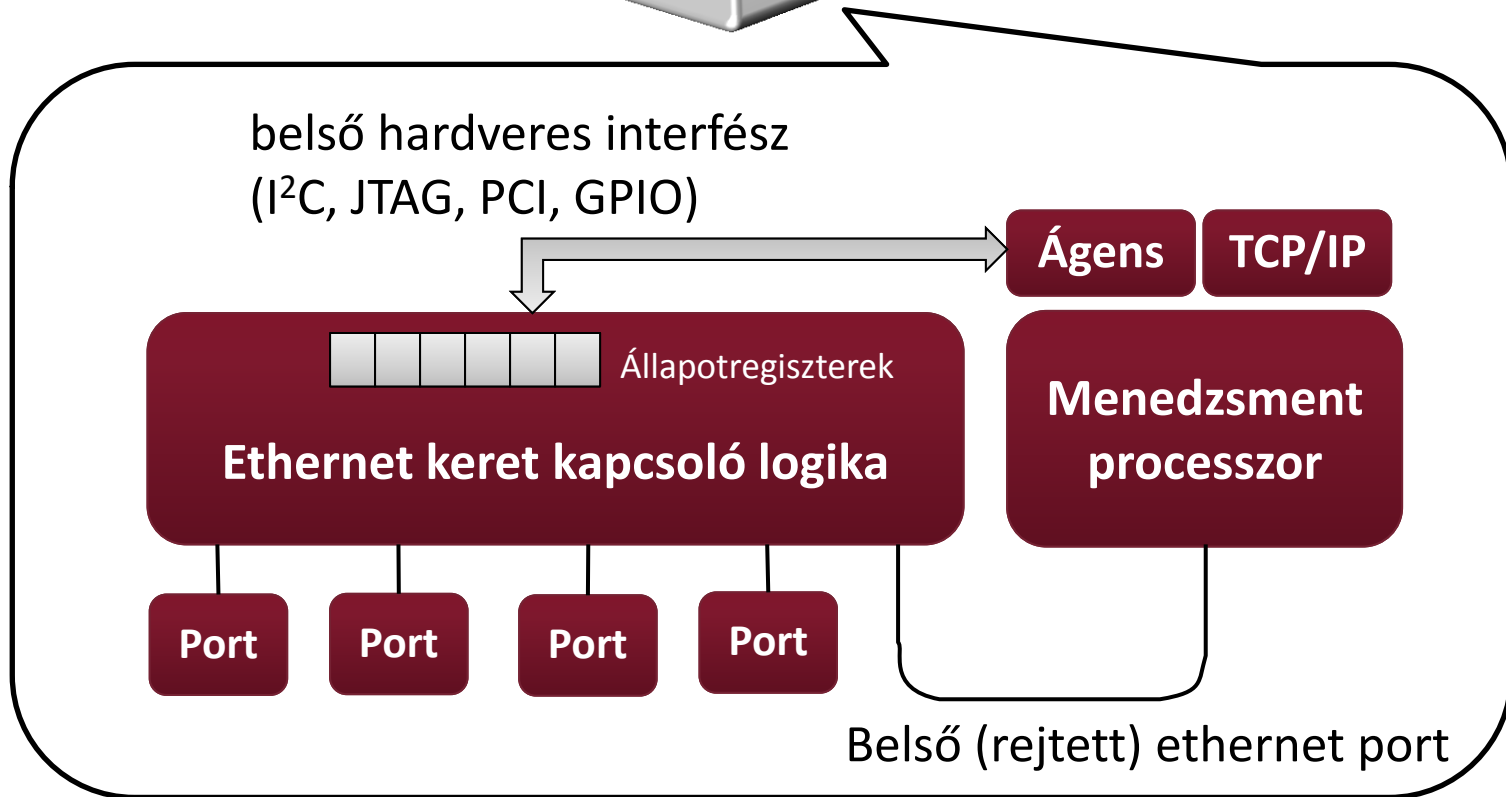 belső hardveres interfész
(I²C, JTAG, PCI, GPIO)
Ágens
TCP/IP
Állapotregiszterek
Ethernet keret kapcsoló logika
Menedzsment
processzor
Port
Port
Port
Port
Belső (rejtett) ethernet port